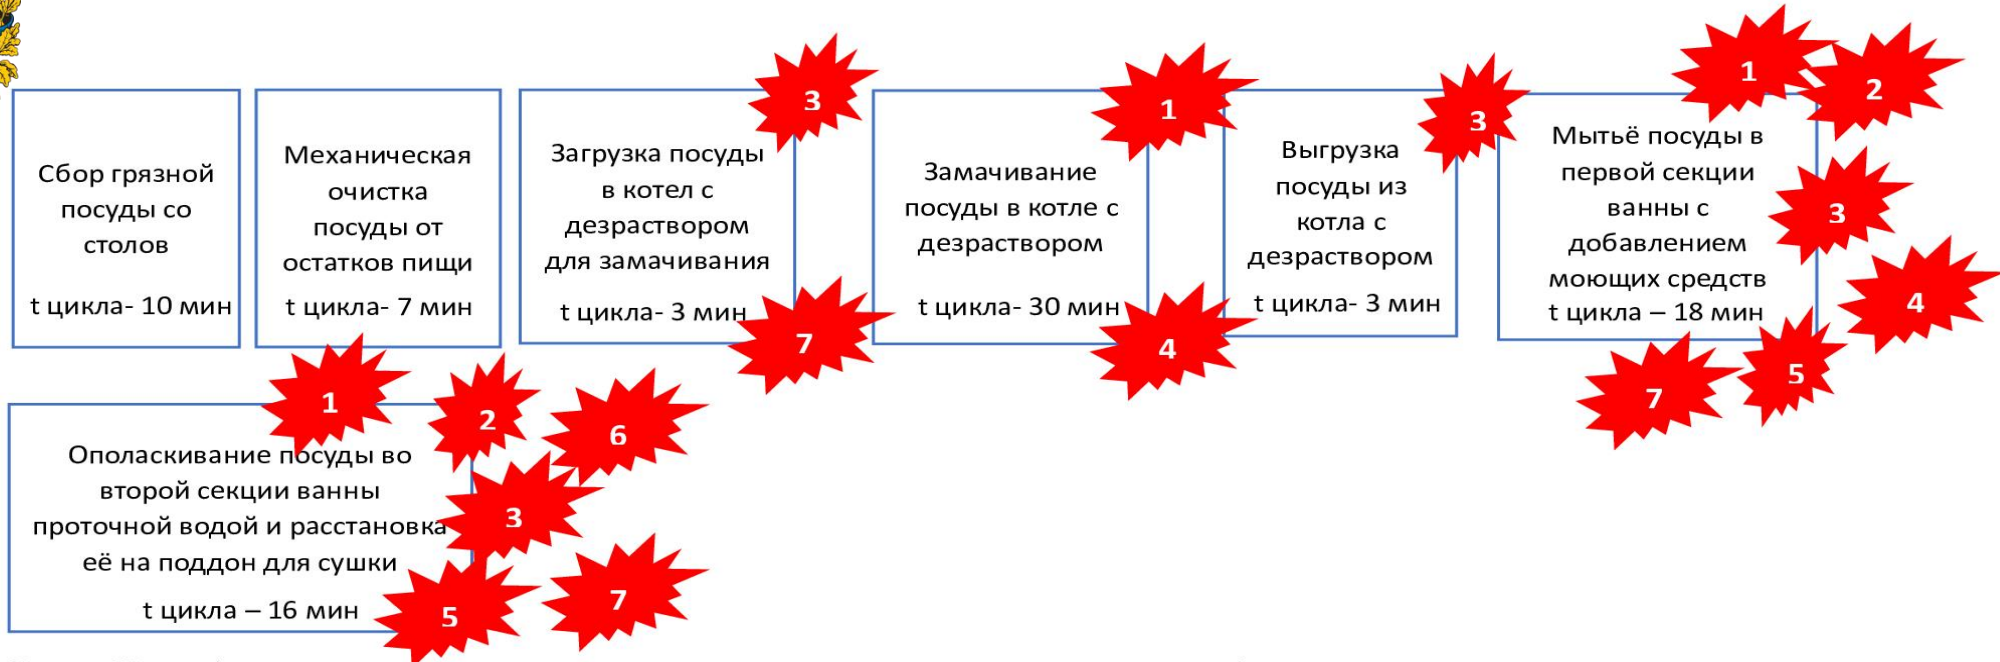 Сбор грязной
посуды со
столов
t цикла- 10 мин
Механическая
очистка
посуды от
остатков пищи
t цикла- 7 мин
3
Загрузка посуды
в котел с
дезраствором
для замачивания
t цикла- 3 мин
7
1
Замачивание
посуды в котле с
дезраствором
t цикла- 30 мин
4
3
Выгрузка
посуды из
котла с
дезраствором
t цикла- 3 мин
1
2
Мытьё посуды в
первой секции
ванны с
добавлением
моющих средств
t цикла – 18 мин
3
4
5
7
1
2
6
Ополаскивание посуды во
второй секции ванны
проточной водой и расстановка
её на поддон для сушки
t цикла – 16 мин
3
5
7